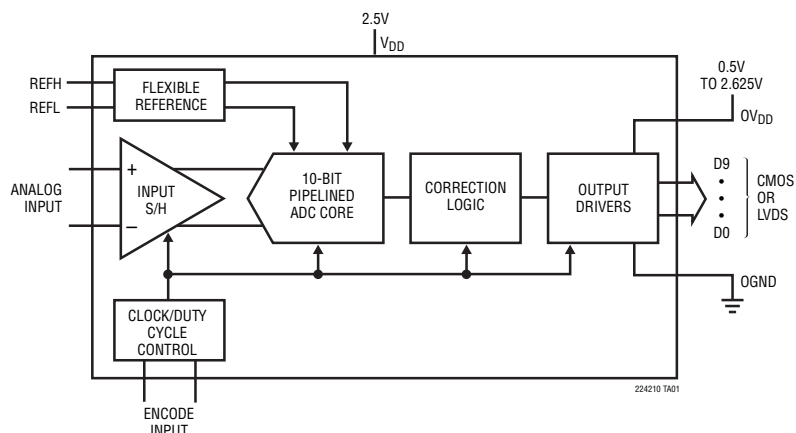 2.5V
VDD
0.5V
TO 2.625V
OVDD
REFH
REFL
FLEXIBLE
REFERENCE
ANALOG
INPUT
+
−
INPUT
S/H
10-BIT
PIPELINED
ADC CORE
CORRECTION
LOGIC
OUTPUT
DRIVERS
D9
•
•
•
D0
CMOS
OR
LVDS
OGND
CLOCK/DUTY
CYCLE
CONTROL
224210 TA01
ENCODE
INPUT